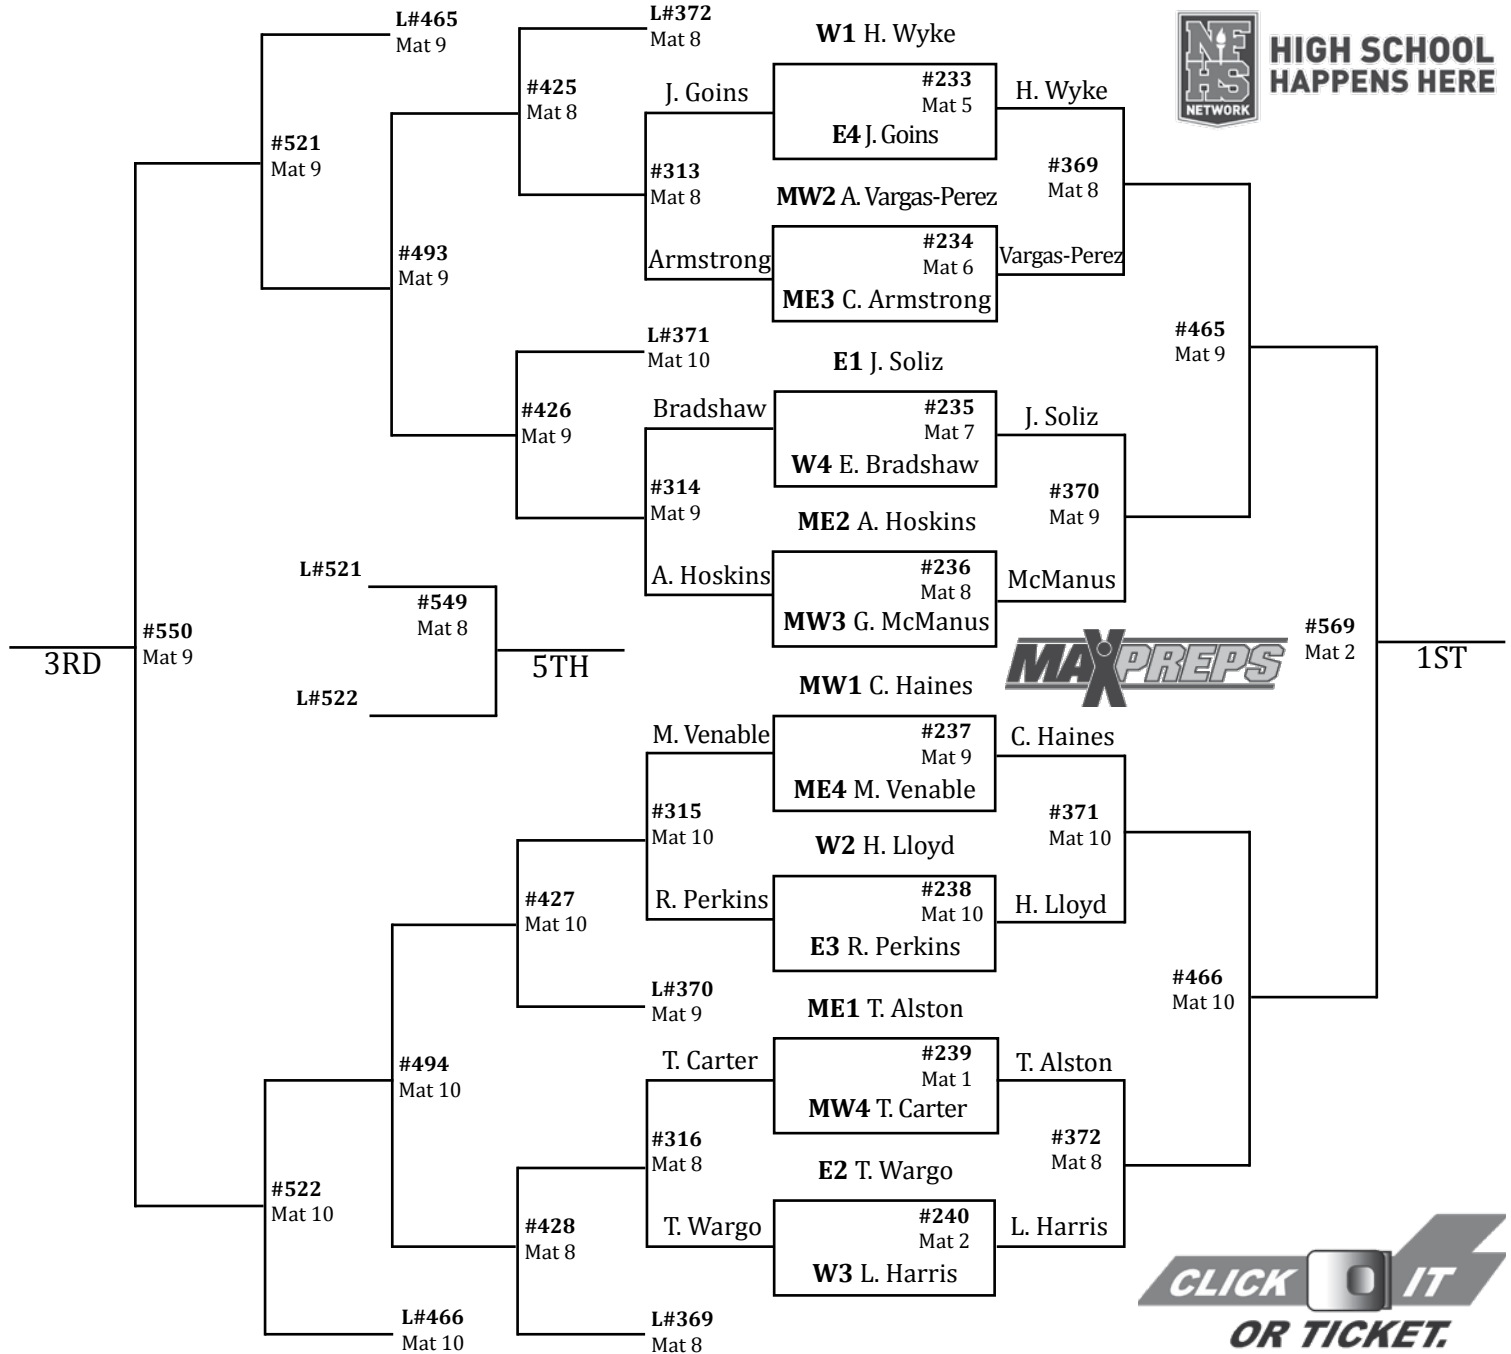 L#465
Mat 9
L#372
Mat 8
W1 H. Wyke
NFHS
NETWORK
HIGH SCHOOL
HAPPENS HERE
#425
Mat 8
J. Goins
#233
Mat 5
H. Wyke
E4 J. Goins
#521
Mat 9
#313
Mat 8
#369
Mat 8
MW2 A. Vargas-Perez
#493
Mat 9
Armstrong
#234
Mat 6
Vargas-Perez
ME3 C. Armstrong
L#371
Mat 10
#465
Mat 9
E1 J. Soliz
#426
Mat 9
Bradshaw
#235
Mat 7
J. Soliz
W4 E. Bradshaw
#314
Mat 9
#370
Mat 9
ME2 A. Hoskins
L#521
A. Hoskins
#236
Mat 8
McManus
#549
Mat 8
MW3 G. McManus
#550
Mat 9
#569
Mat 2
3RD
5TH
MAXPREPS
1ST
L#522
MW1 C. Haines
M. Venable
#237
Mat 9
C. Haines
ME4 M. Venable
#315
Mat 10
#371
Mat 10
W2 H. Lloyd
#427
Mat 10
R. Perkins
#238
Mat 10
H. Lloyd
E3 R. Perkins
L#370
Mat 9
#466
Mat 10
ME1 T. Alston
#494
Mat 10
T. Carter
#239
Mat 1
T. Alston
MW4 T. Carter
#316
Mat 8
#372
Mat 8
E2 T. Wargo
#522
Mat 10
#428
Mat 8
T. Wargo
#240
Mat 2
L. Harris
W3 L. Harris
L#466
Mat 10
L#369
Mat 8
CLICK IT
OR TICKET.